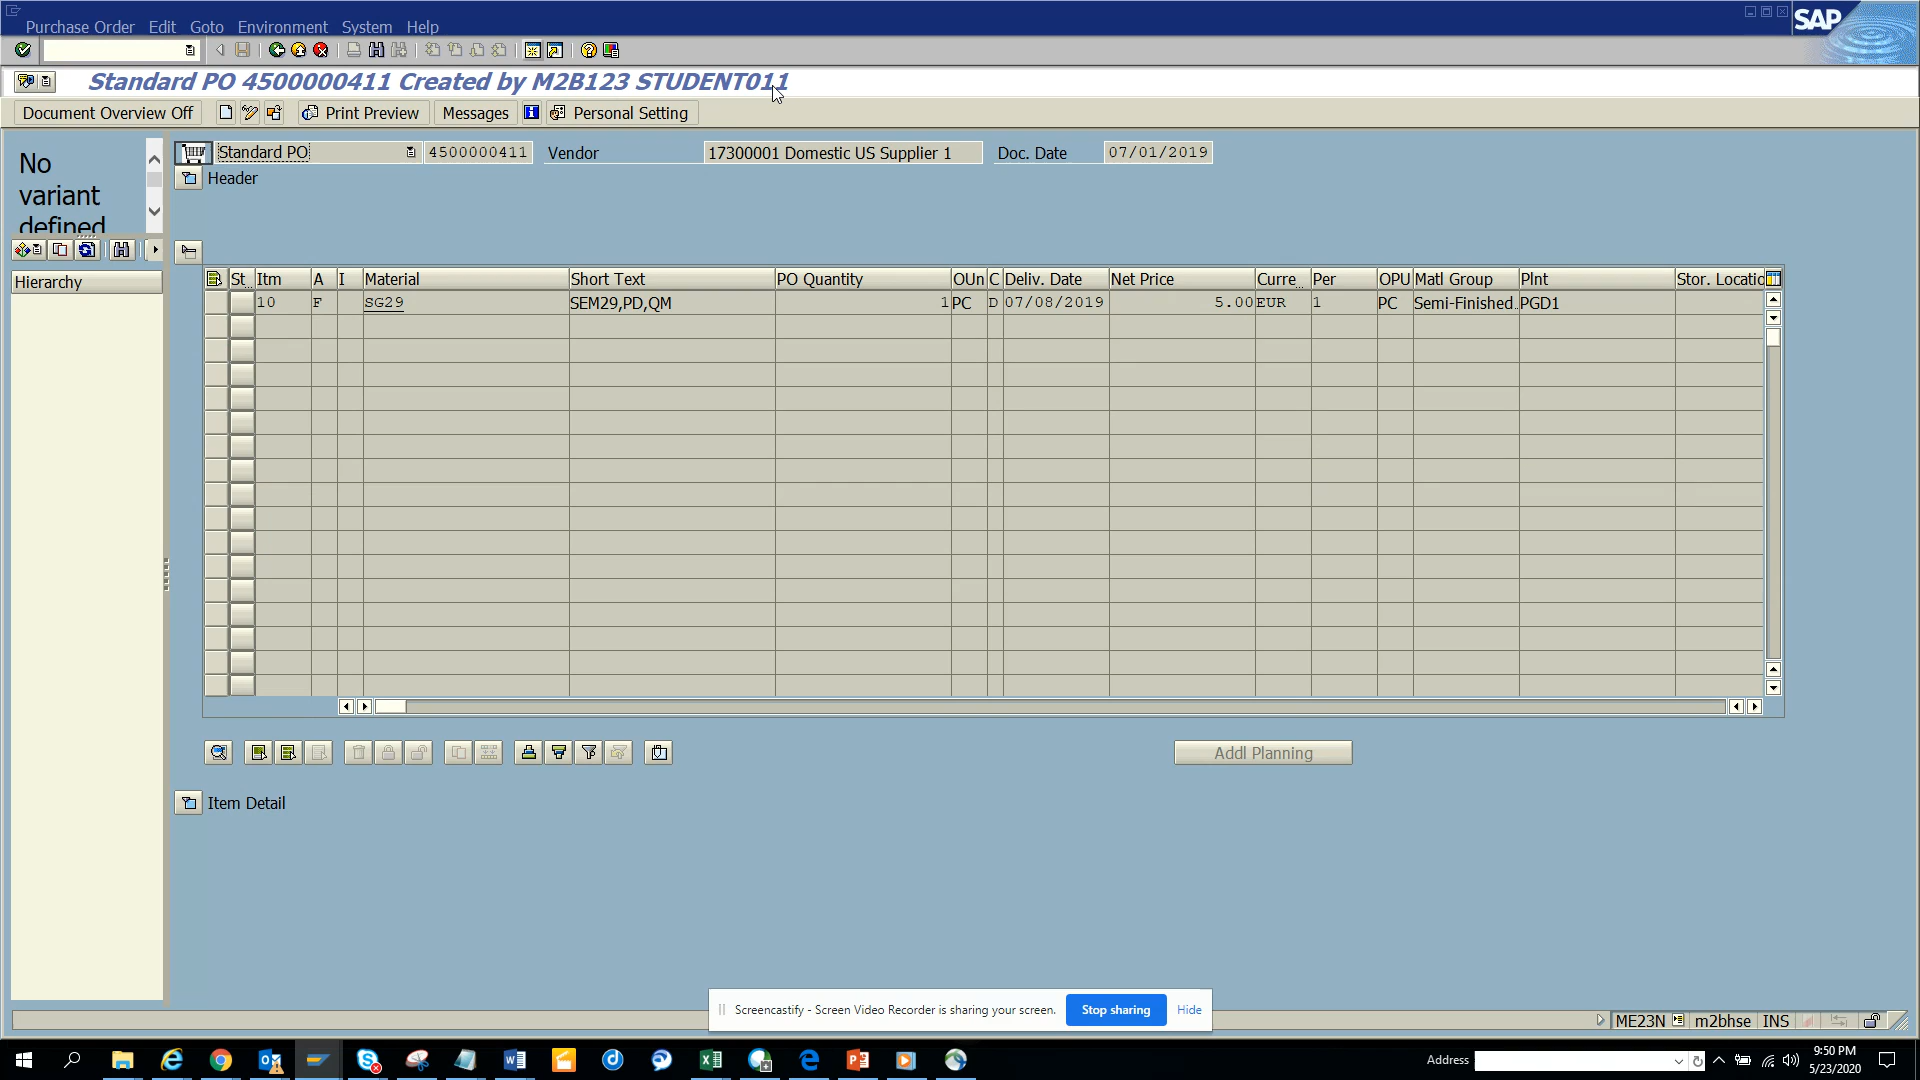 Purchase Order Edit Goto Environment System Help
SAP
Standard PO 4500000411 Created by M2B123 STUDENT011
Document Overview Off Print Preview Messages Personal Setting
No
variant
defined
Standard PO 4500000411 Vendor 17300001 Domestic US Supplier 1 Doc. Date 07/01/2019
Header
Hierarchy
St.. Itm A I Material Short Text PO Quantity OUn C Deliv. Date Net Price Curre.. Per OPU Matl Group Plnt Stor. Locatio
10 F SG29 SEM29,PD,QM 1 PC D 07/08/2019 5.00 EUR 1 PC Semi-Finished.. PGD1
Addl Planning
Item Detail
Screencastify - Screen Video Recorder is sharing your screen. Stop sharing Hide
ME23N m2bhse INS
Address
9:50 PM
5/23/2020